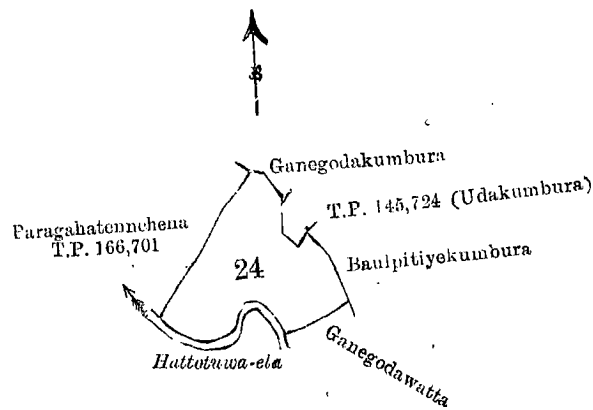 Ganegodakumbura
T.P. 145,724 (Udakumbura)
Paragahatennehena
T.P. 166,701
24
Baulpitiyekumbura
Hattotuwa-ela
Ganegodawatta